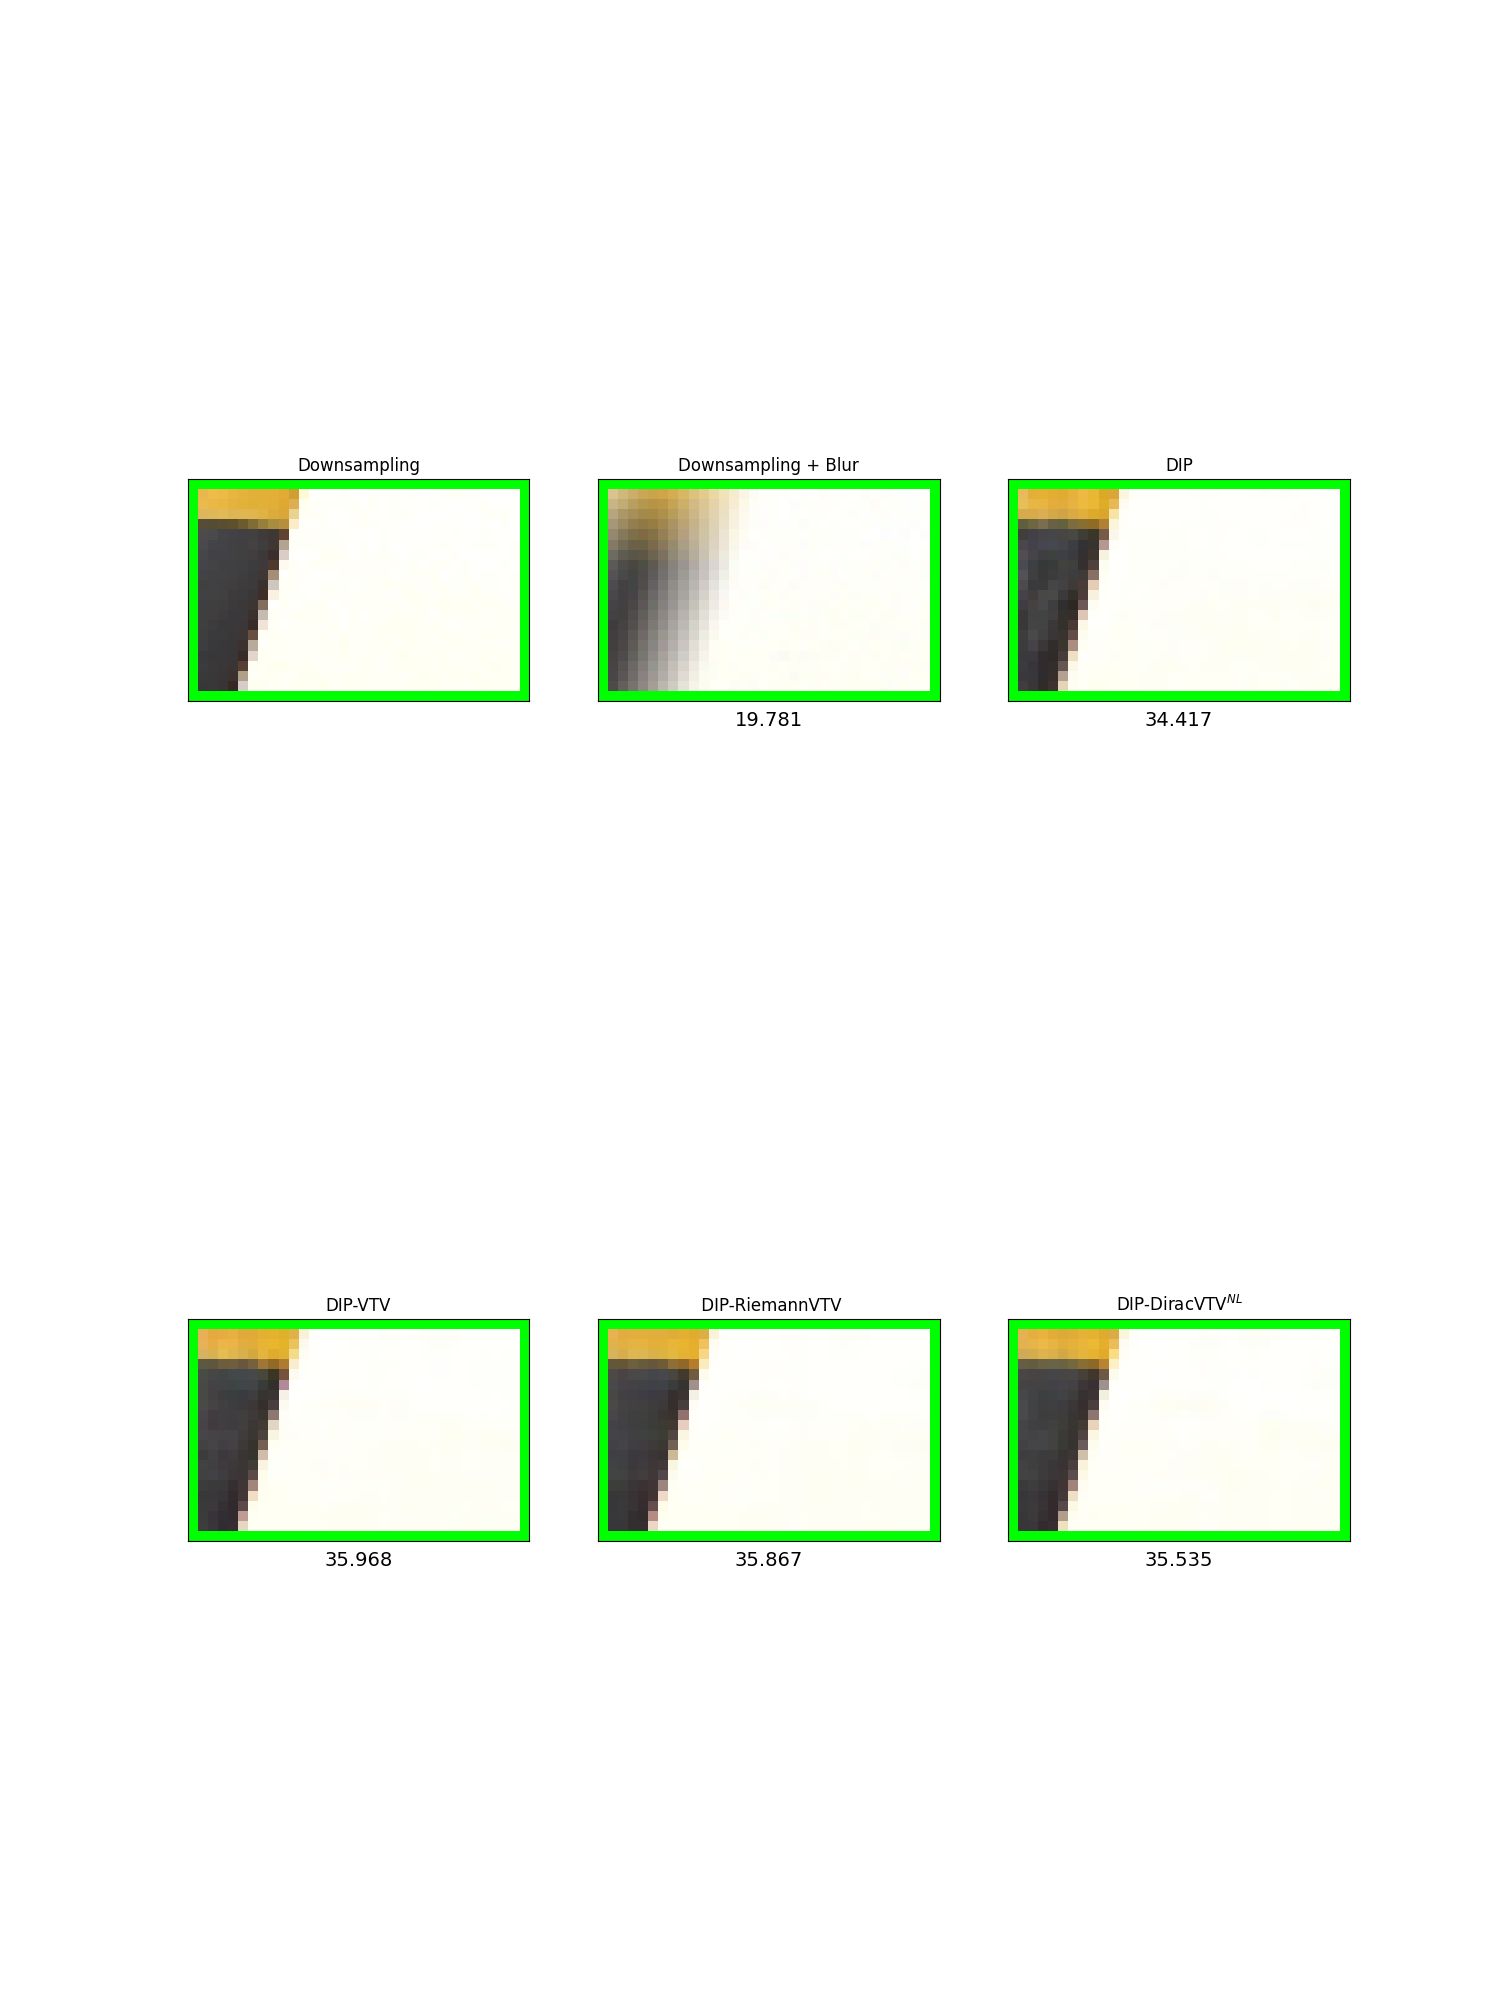 Downsampling
Downsampling + Blur
DIP
19.781
34.417
DIP-VTV
DIP-RiemannVTV
DIP-DiracVTV^{NL}
35.968
35.867
35.535